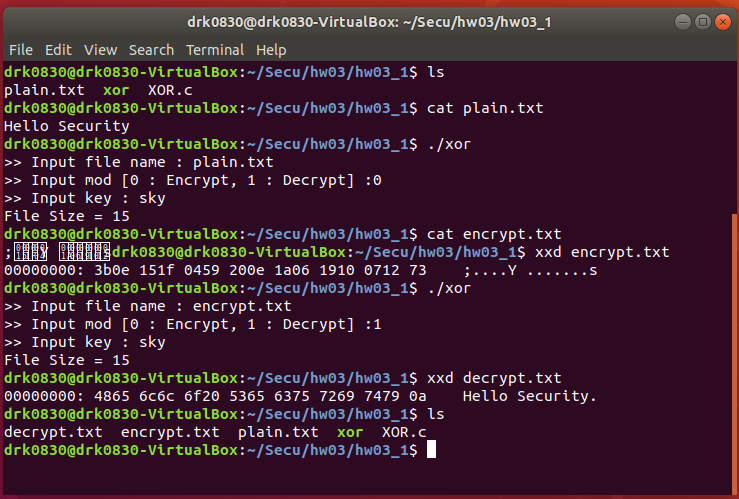 drk0830@drk0830-VirtualBox: ~/Secu/hw03/hw03_1
File Edit View Search Terminal Help
drk0830@drk0830-VirtualBox:~/Secu/hw03/hw03_1$ ls
plain.txt xor XOR.c
drk0830@drk0830-VirtualBox:~/Secu/hw03/hw03_1$ cat plain.txt
Hello Security
drk0830@drk0830-VirtualBox:~/Secu/hw03/hw03_1$ ./xor
>> Input file name : plain.txt
>> Input mod [0 : Encrypt, 1 : Decrypt] :0
>> Input key : sky
File Size = 15
drk0830@drk0830-VirtualBox:~/Secu/hw03/hw03_1$ cat encrypt.txt
;Y sdrk0830@drk0830-VirtualBox:~/Secu/hw03/hw03_1$ xxd encrypt.txt
00000000: 3b0e 151f 0459 200e 1a06 1910 0712 73 ;....Y .......s
drk0830@drk0830-VirtualBox:~/Secu/hw03/hw03_1$ ./xor
>> Input file name : encrypt.txt
>> Input mod [0 : Encrypt, 1 : Decrypt] :1
>> Input key : sky
File Size = 15
drk0830@drk0830-VirtualBox:~/Secu/hw03/hw03_1$ xxd decrypt.txt
00000000: 4865 6c6c 6f20 5365 6375 7269 7479 0a Hello Security.
drk0830@drk0830-VirtualBox:~/Secu/hw03/hw03_1$ ls
decrypt.txt encrypt.txt plain.txt xor XOR.c
drk0830@drk0830-VirtualBox:~/Secu/hw03/hw03_1$